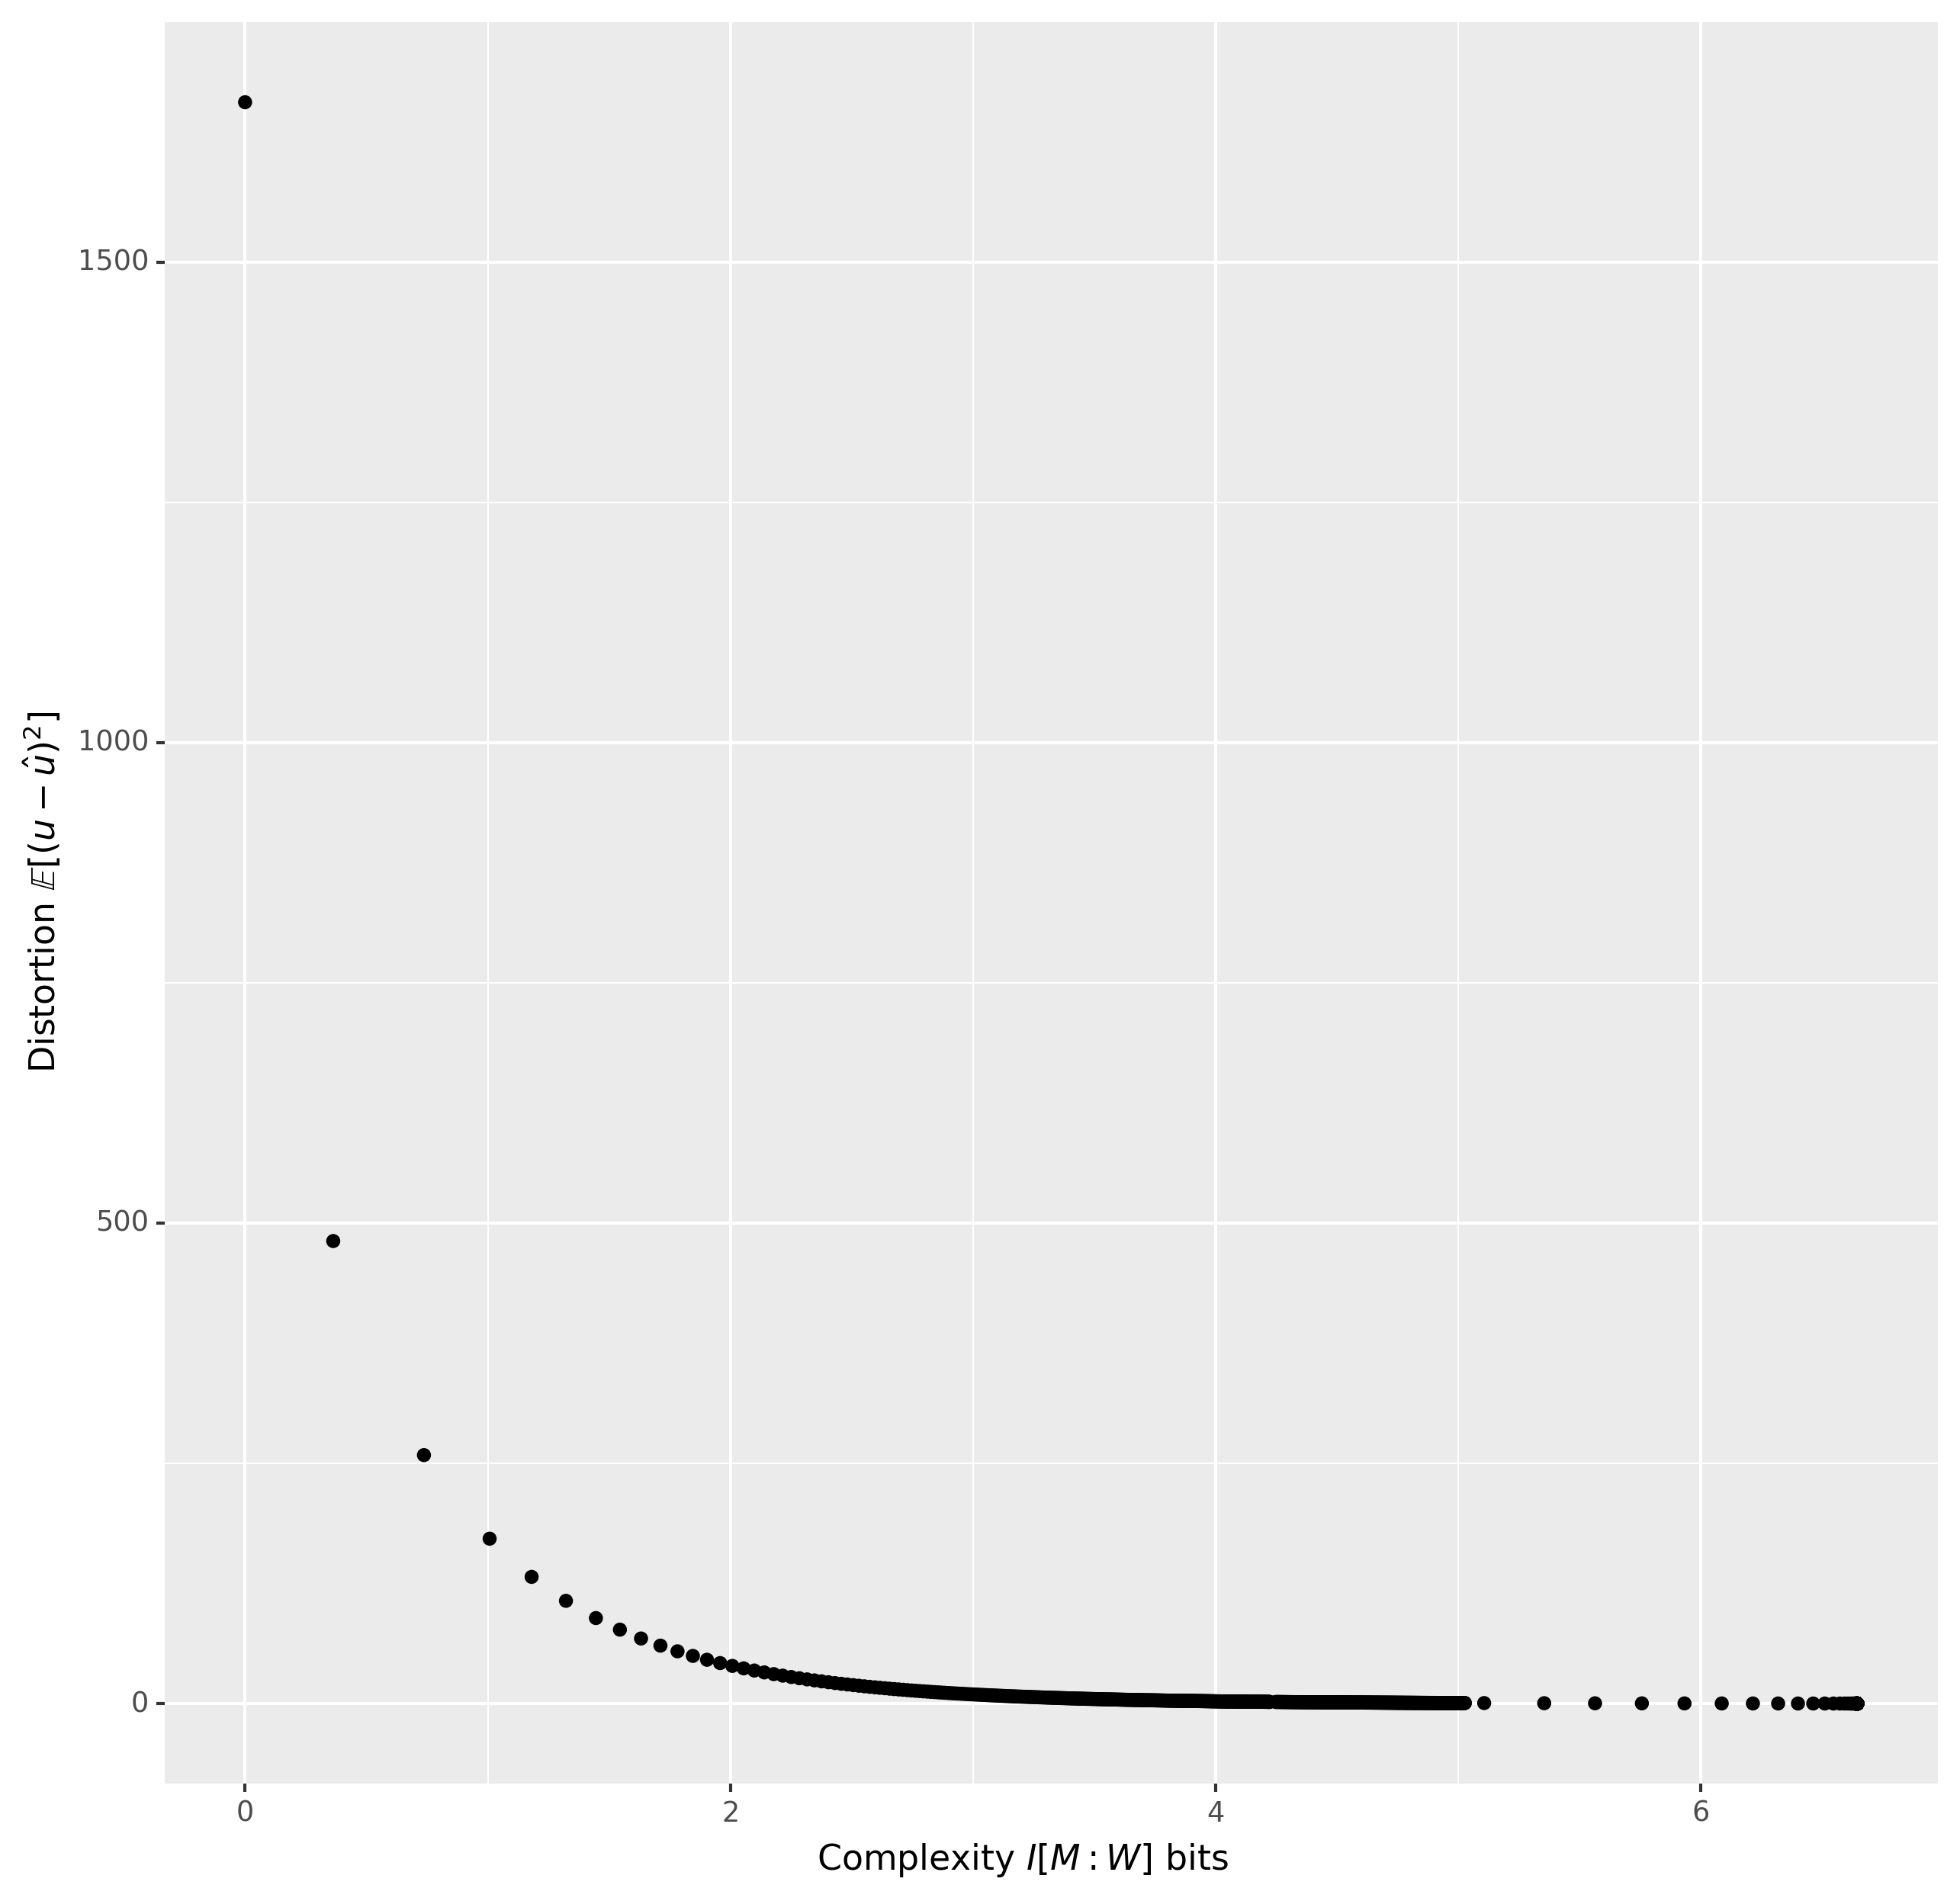 1500
1000
500
0
Distortion 𝔼[(u − û)²]
0 2 4 6
Complexity I[M : W] bits